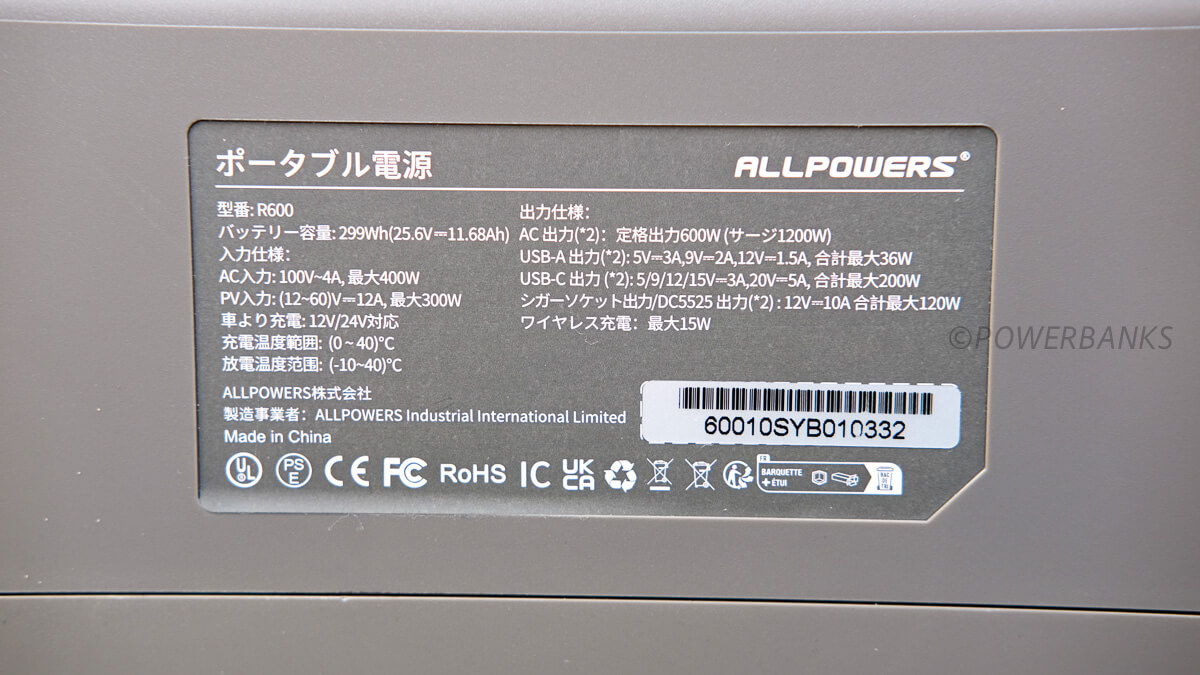 ポータブル電源
ALLPOWERS®
型番: R600
バッテリー容量: 299Wh(25.6V⎓11.68Ah)
入力仕様:
AC入力: 100V~4A, 最大400W
PV入力: (12~60)V⎓12A, 最大300W
車より充電: 12V/24V対応
充電温度範囲: (0~40)°C
放電温度范囲: (-10~40)°C
出力仕様:
AC 出力(*2): 定格出力600W (サージ1200W)
USB-A 出力(*2): 5V⎓3A,9V⎓2A,12V⎓1.5A, 合計最大36W
USB-C 出力 (*2): 5/9/12/15V⎓3A,20V⎓5A, 合計最大200W
シガーソケット出力/DC5525 出力(*2) : 12V⎓10A 合計最大120W
ワイヤレス充電: 最大15W
©POWERBANKS
ALLPOWERS株式会社
製造事業者: ALLPOWERS Industrial International Limited
Made in China
60010SYB010332
UL PSE CE FC RoHS IC UKCA
FR
BARQUETTE
+ÉTUI
BAC
DE
TRI